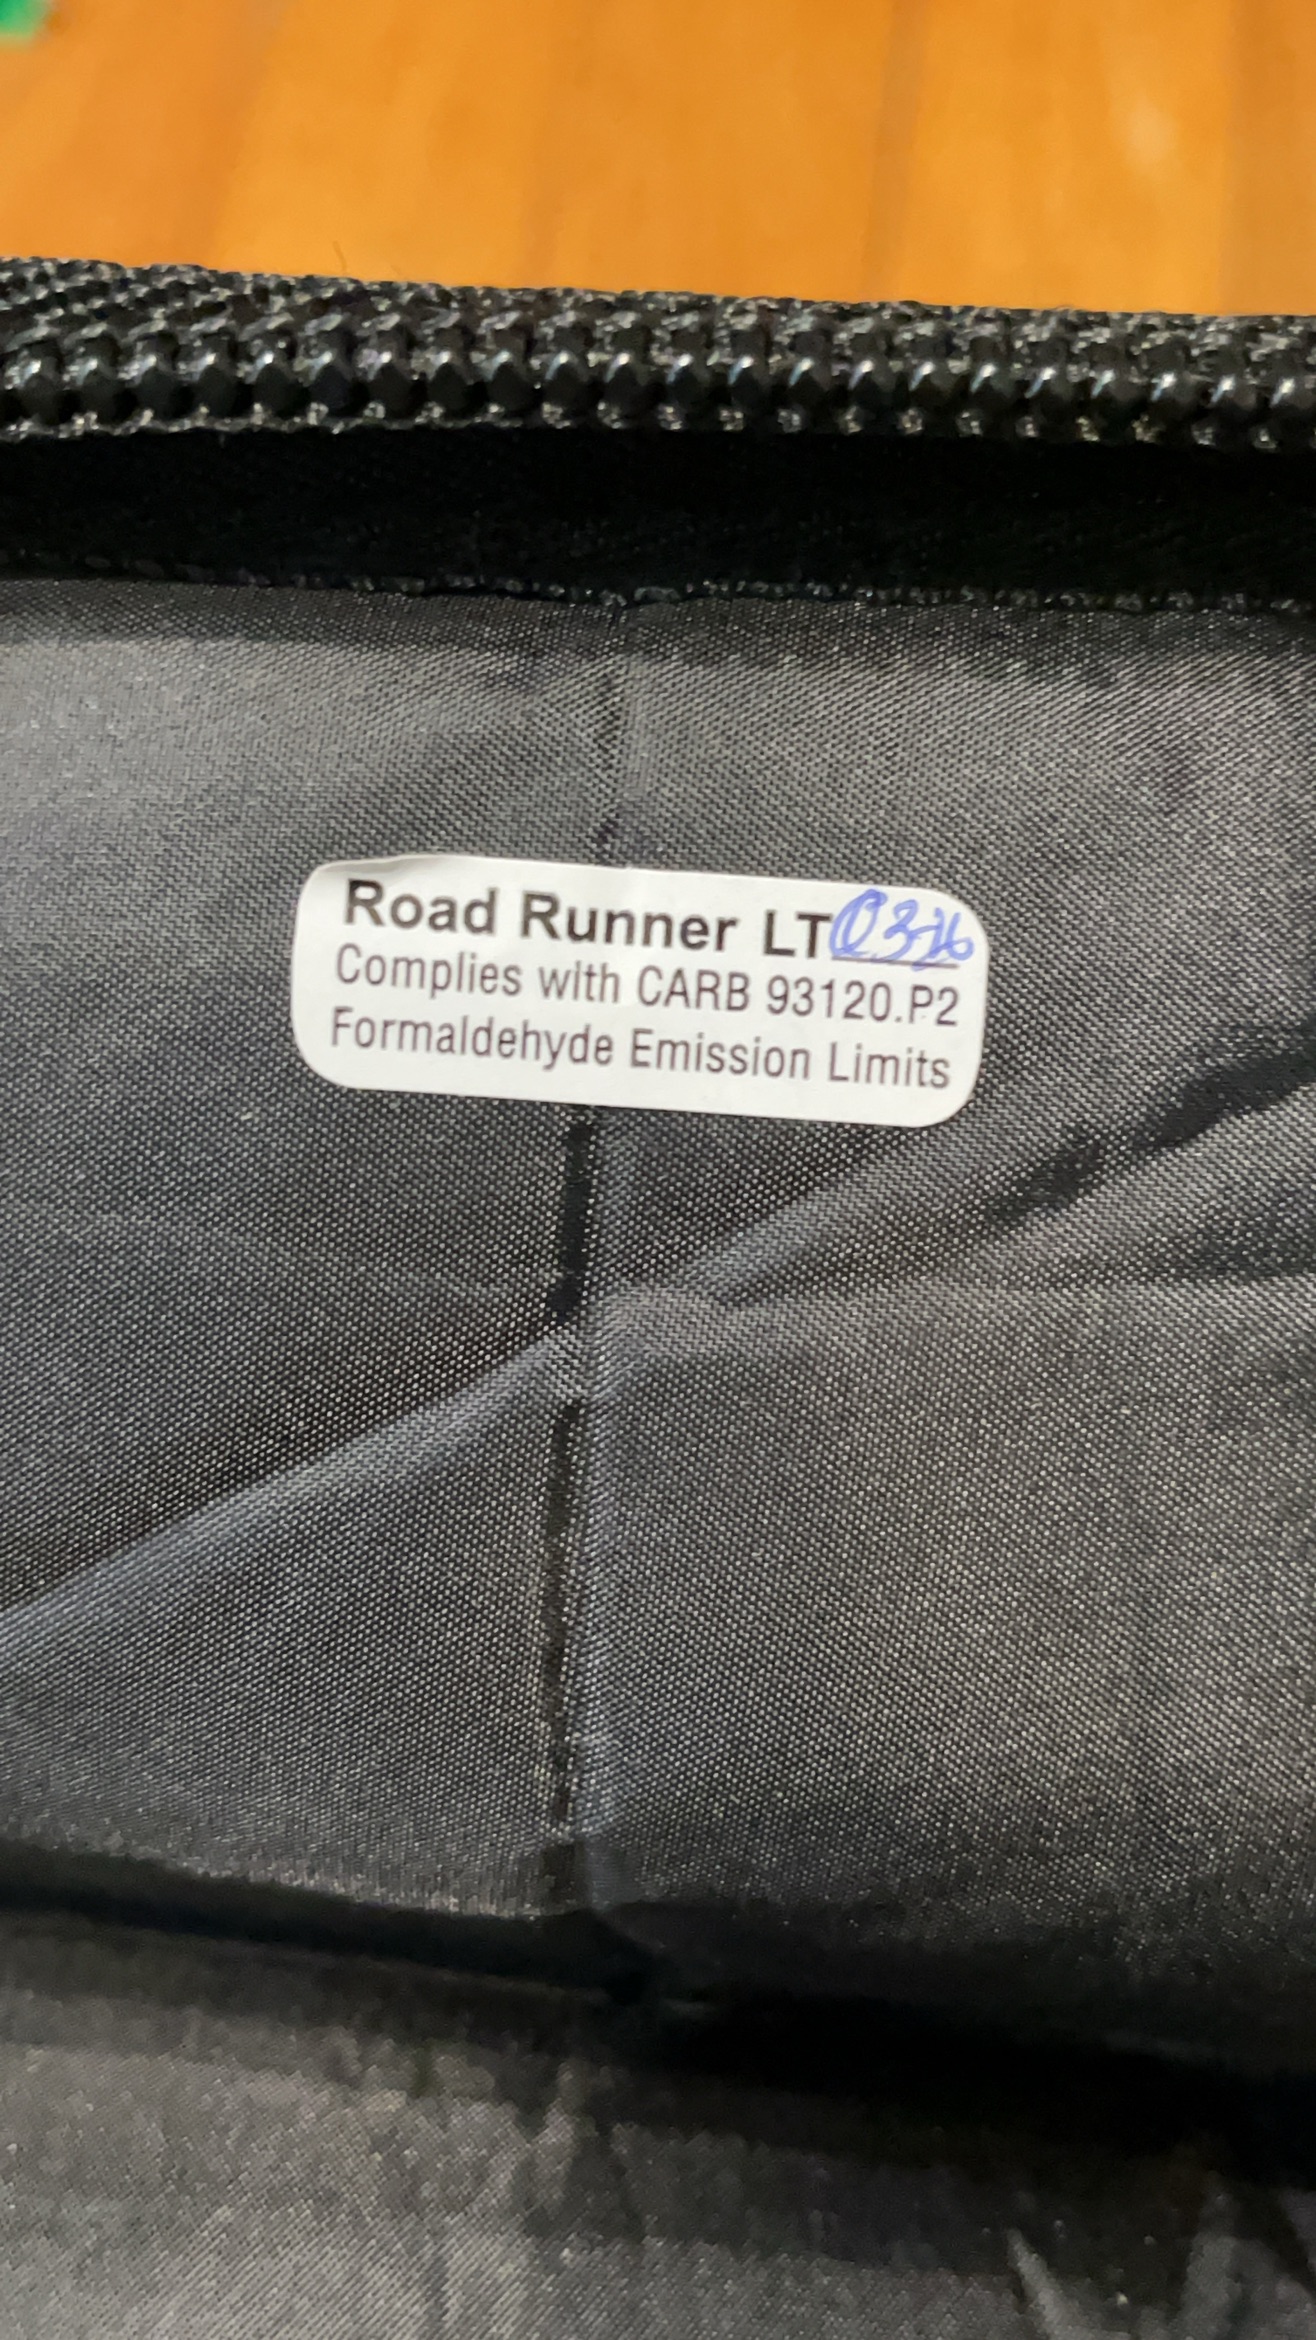 Road Runner LT
Complies with CARB 93120.P2
Formaldehyde Emission Limits